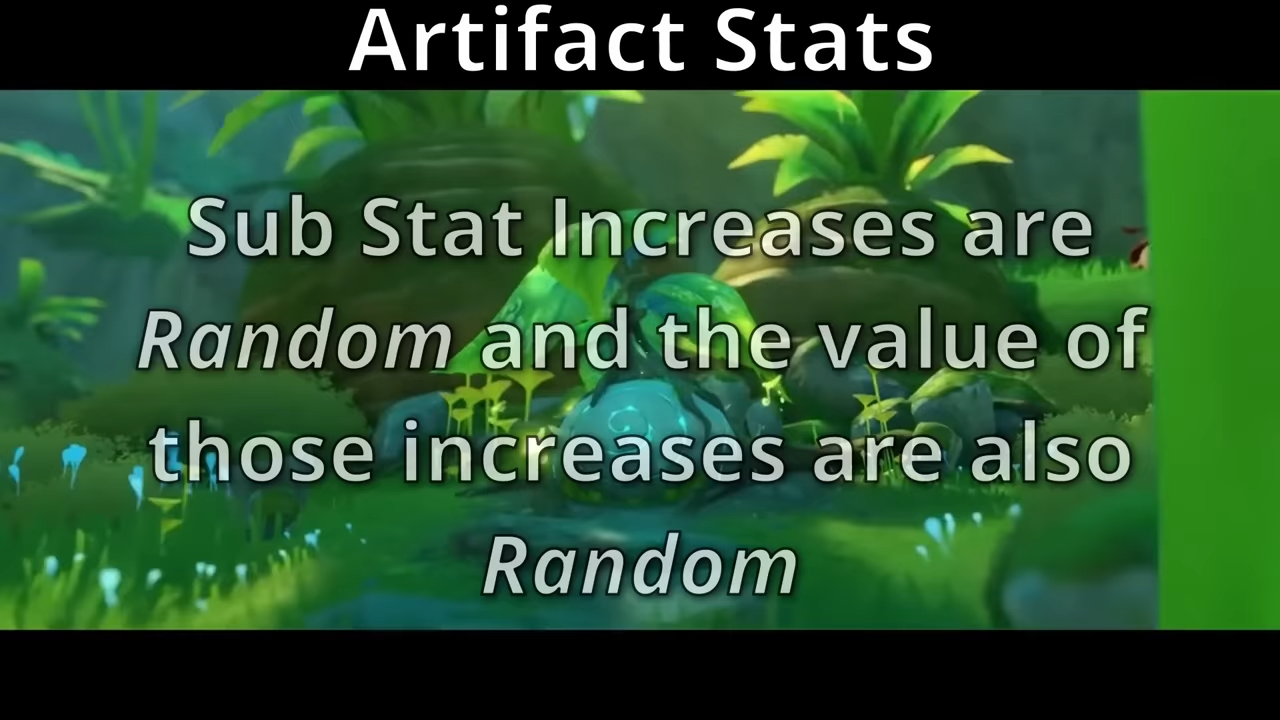 Artifact Stats
Sub Stat Increases are
Random and the value of
those increases are also
Random